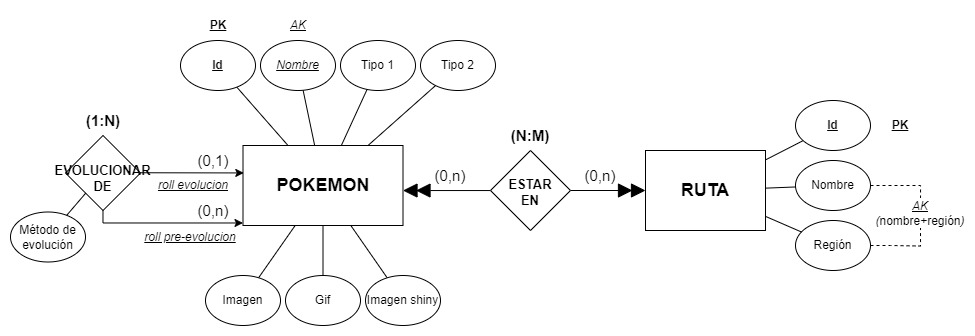 PK
AK
Id
Nombre
Tipo 1
Tipo 2
(1:N)
EVOLUCIONAR
DE
(0,1)
roll evolucion
(0,n)
roll pre-evolucion
Método de
evolución
POKEMON
Imagen
Gif
Imagen shiny
(N:M)
(0,n)
ESTAR
EN
(0,n)
RUTA
Id
PK
Nombre
Región
AK
(nombre+región)